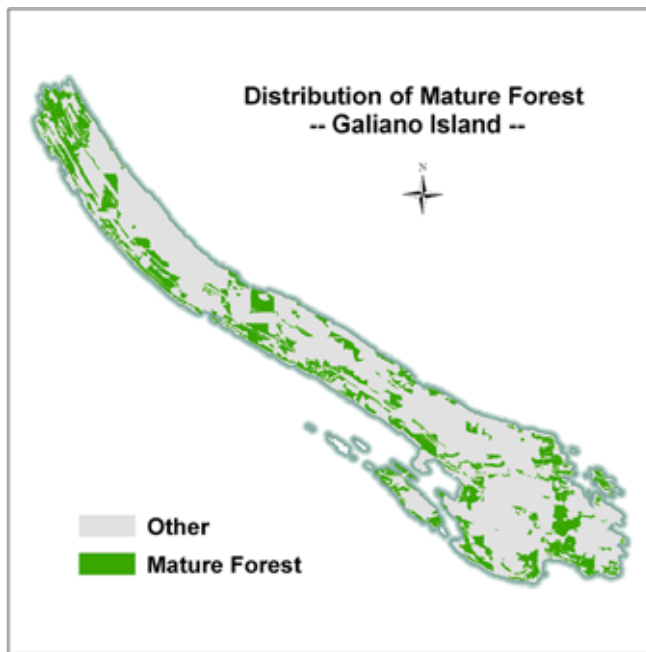 Distribution of Mature Forest
-- Galiano Island --
N
Other
Mature Forest